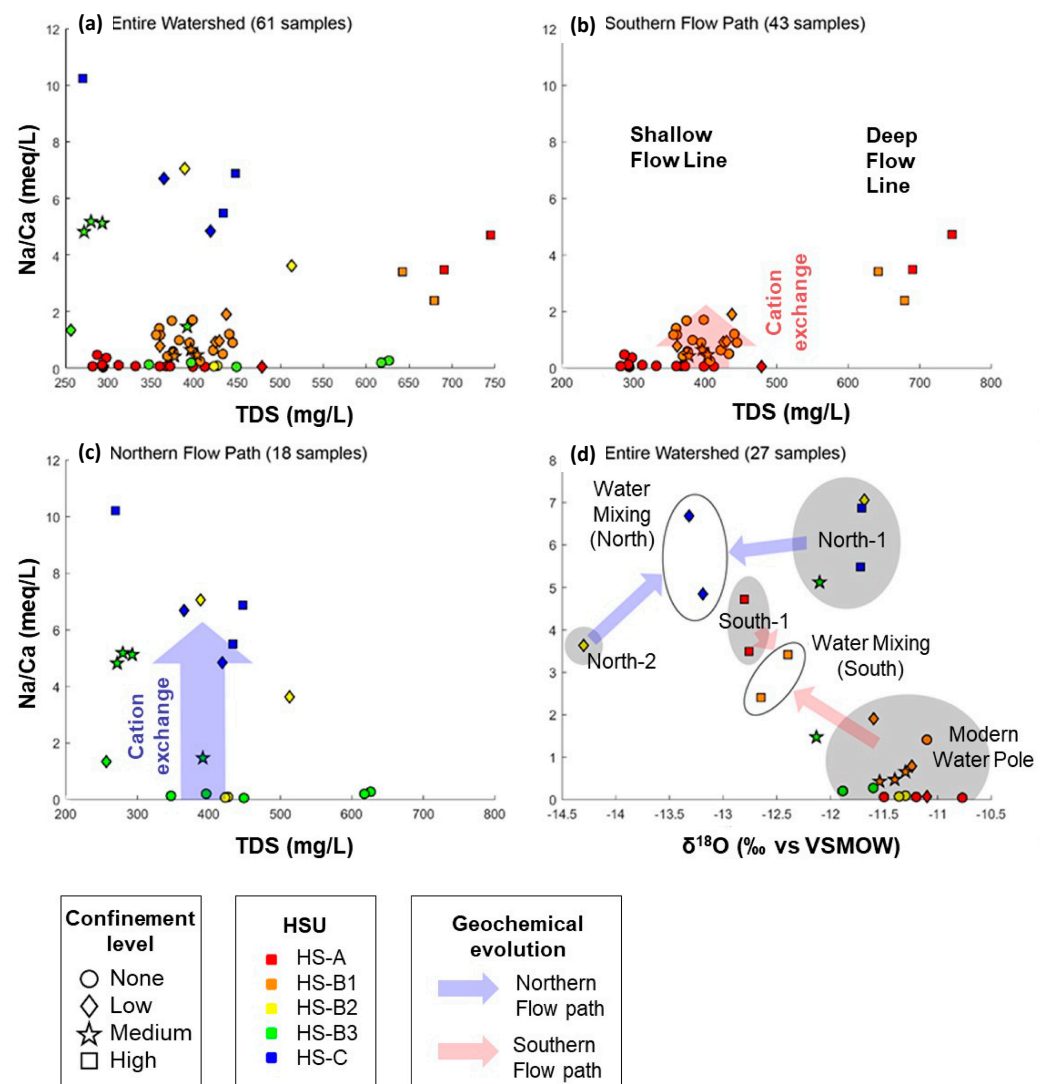 (a) Entire Watershed (61 samples)
12
10
8
6
4
2
0
Na/Ca (meq/L)
250 300 350 400 450 500 550 600 650 700 750
TDS (mg/L)
(b) Southern Flow Path (43 samples)
12
10
8
6
4
2
0
Shallow
Flow Line
Deep
Flow
Line
Cation
exchange
200 300 400 500 600 700 800
TDS (mg/L)
(c) Northern Flow Path (18 samples)
12
10
8
6
4
2
0
Na/Ca (meq/L)
Cation
exchange
200 300 400 500 600 700 800
TDS (mg/L)
(d) Entire Watershed (27 samples)
8
7
6
5
4
3
2
1
0
Water
Mixing
(North)
North-1
South-1
North-2
Water Mixing
(South)
Modern
Water Pole
-14.5 -14 -13.5 -13 -12.5 -12 -11.5 -11 -10.5
δ¹⁸O (‰ vs VSMOW)
Confinement
level
None
Low
Medium
High
HSU
HS-A
HS-B1
HS-B2
HS-B3
HS-C
Geochemical
evolution
Northern
Flow path
Southern
Flow path